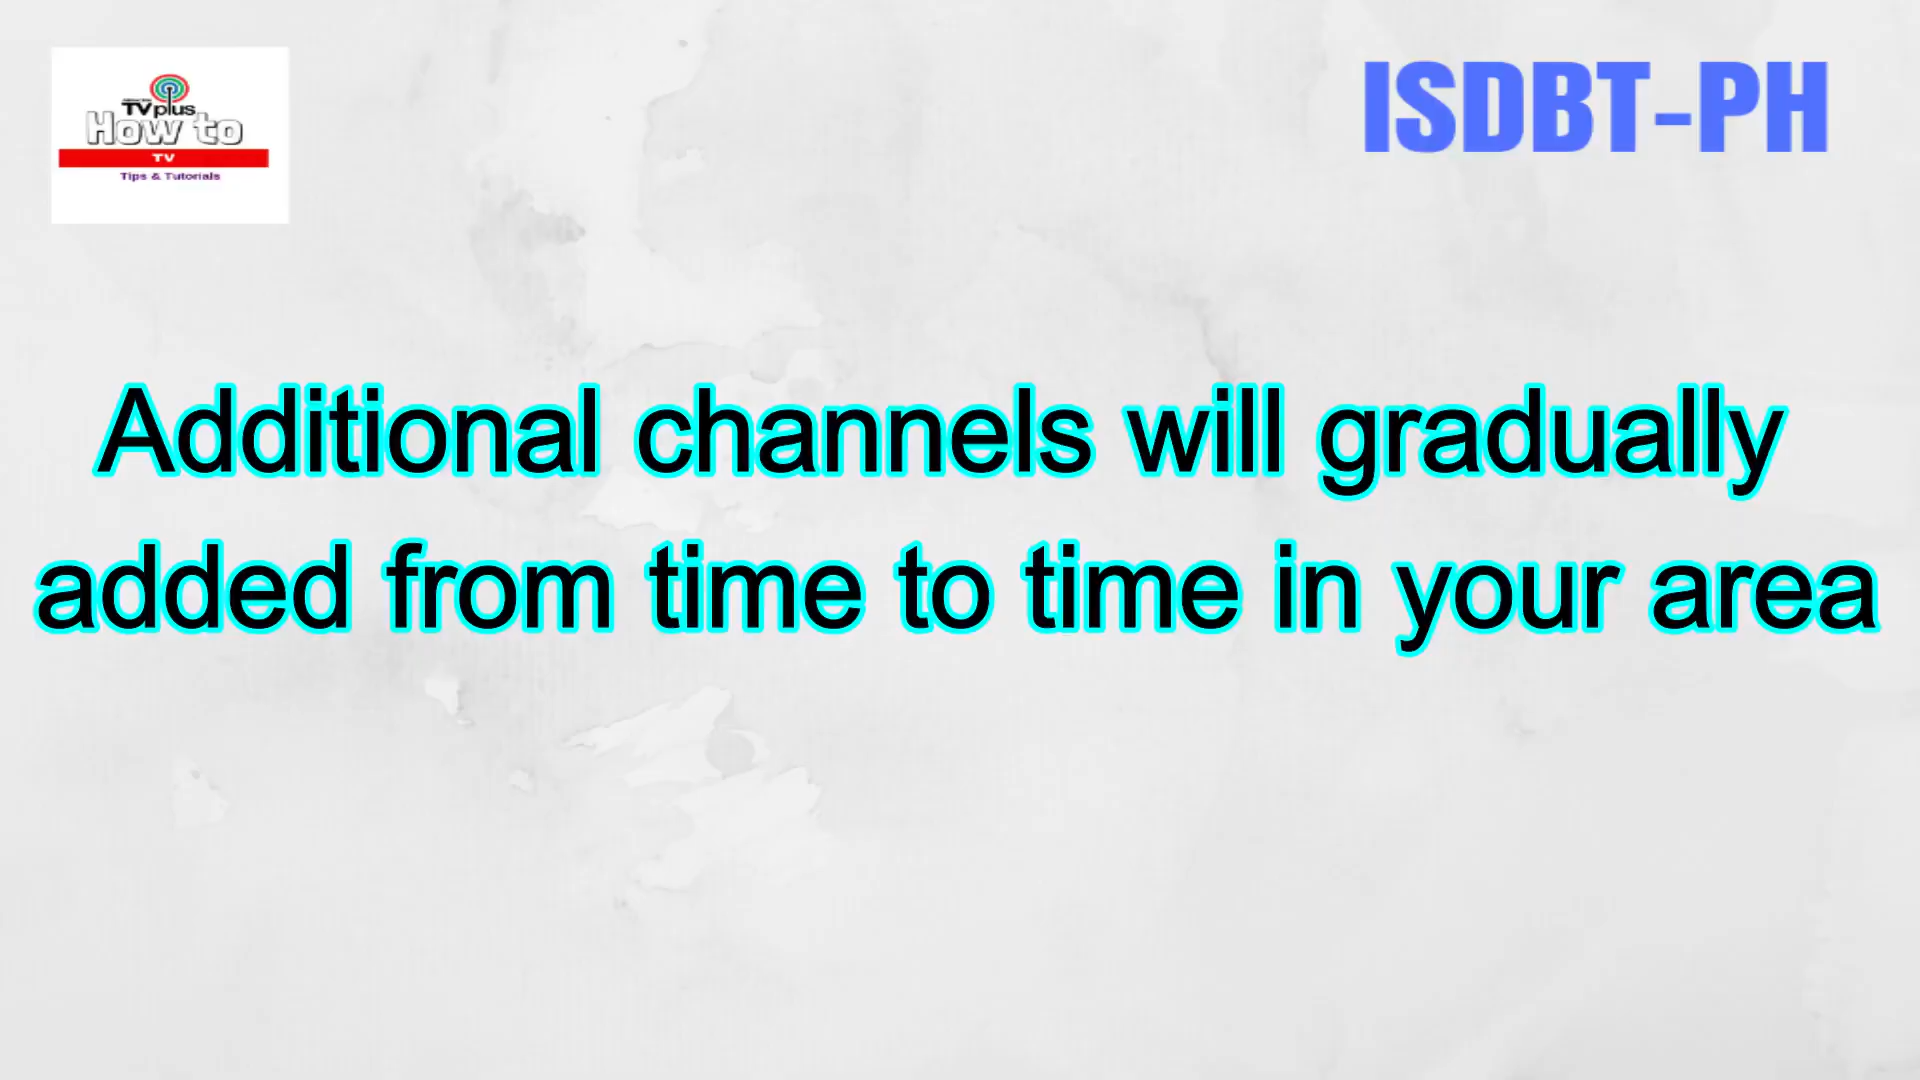 TVplus
How to
TV
Tips & Tutorials
ISDBT-PH
Additional channels will gradually
added from time to time in your area